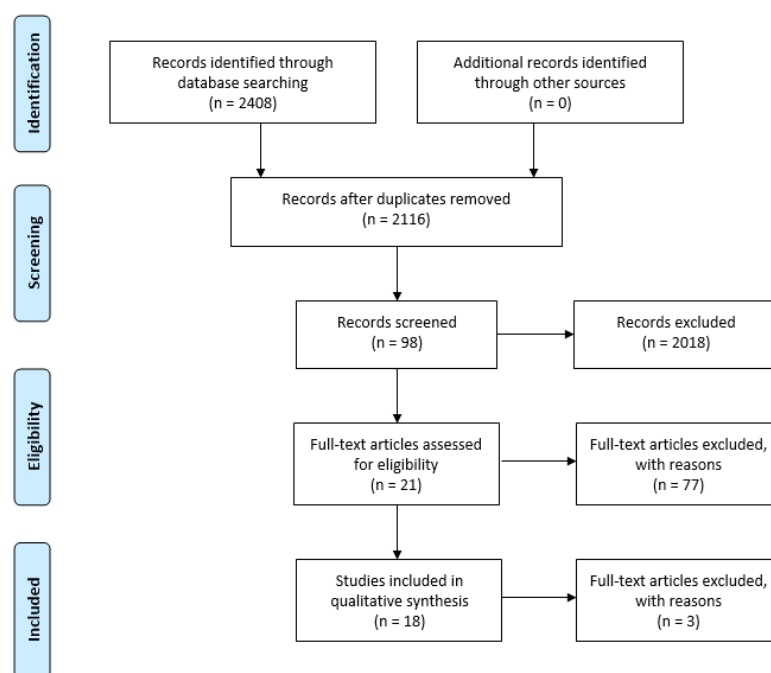 Identification
Records identified through
database searching
(n = 2408)
Additional records identified
through other sources
(n = 0)
Screening
Records after duplicates removed
(n = 2116)
Records screened
(n = 98)
Records excluded
(n = 2018)
Eligibility
Full-text articles assessed
for eligibility
(n = 21)
Full-text articles excluded,
with reasons
(n = 77)
Included
Studies included in
qualitative synthesis
(n = 18)
Full-text articles excluded,
with reasons
(n = 3)